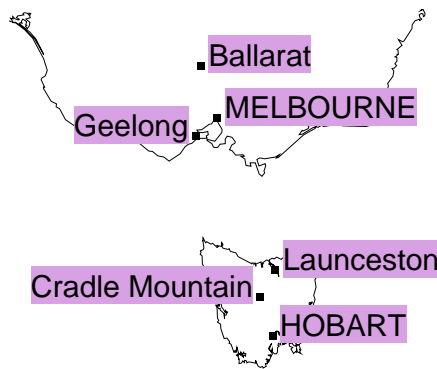 Ballarat
MELBOURNE
Geelong
Launceston
Cradle Mountain
HOBART